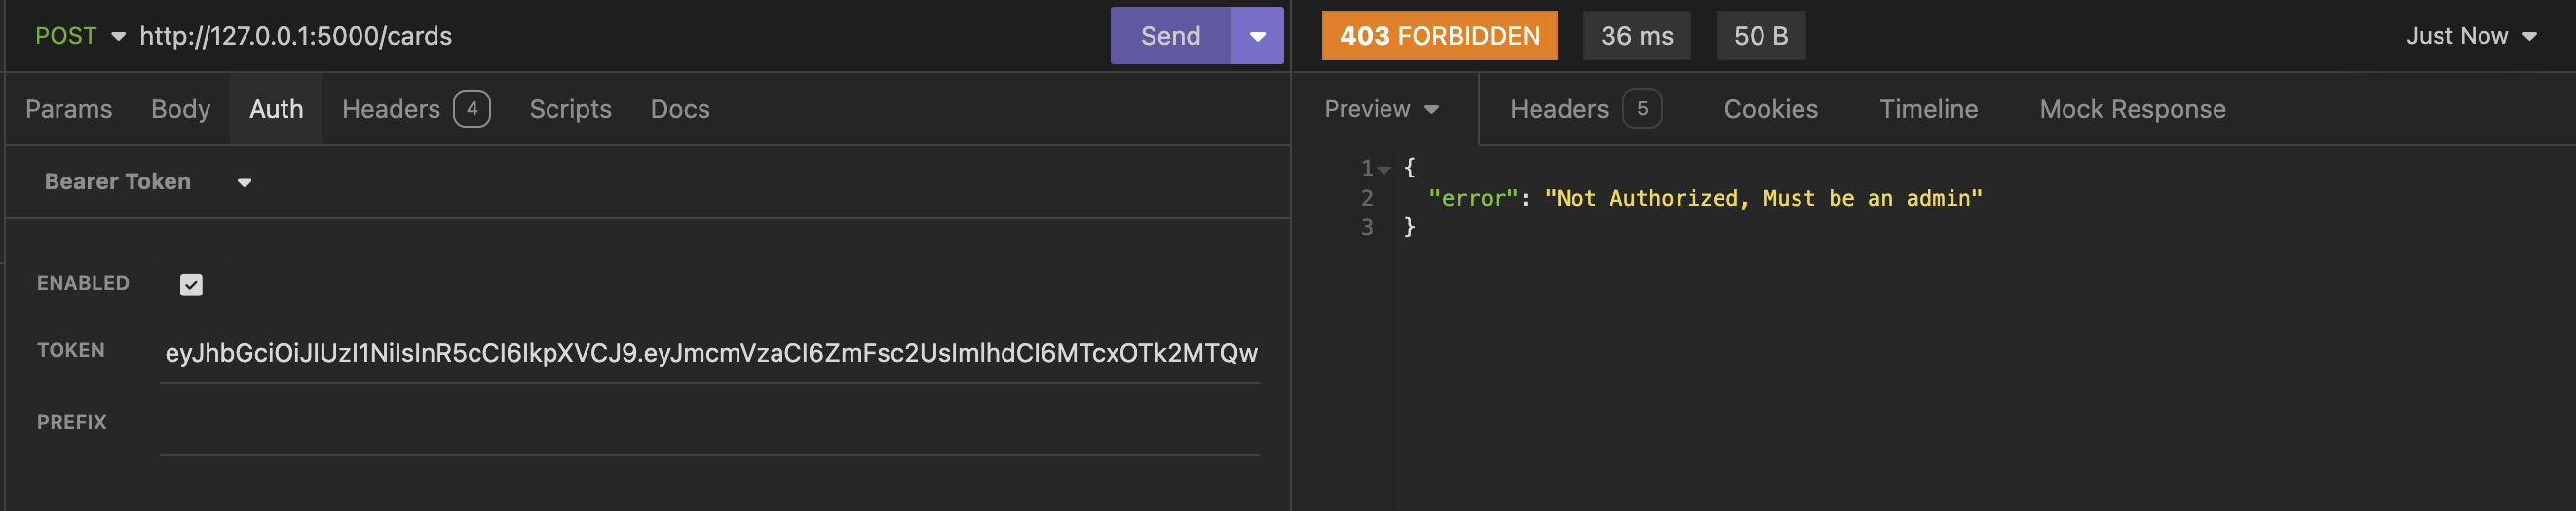 POST http://127.0.0.1:5000/cards Send
Params Body Auth Headers 4 Scripts Docs
Bearer Token
ENABLED
TOKEN eyJhbGciOiJIUzI1NiIsInR5cCI6IkpXVCJ9.eyJmcmVzaCI6ZmFsc2UsImlhdCI6MTcxOTk2MTQw
PREFIX
403 FORBIDDEN 36 ms 50 B Just Now
Preview Headers 5 Cookies Timeline Mock Response
1 {
2 "error": "Not Authorized, Must be an admin"
3 }